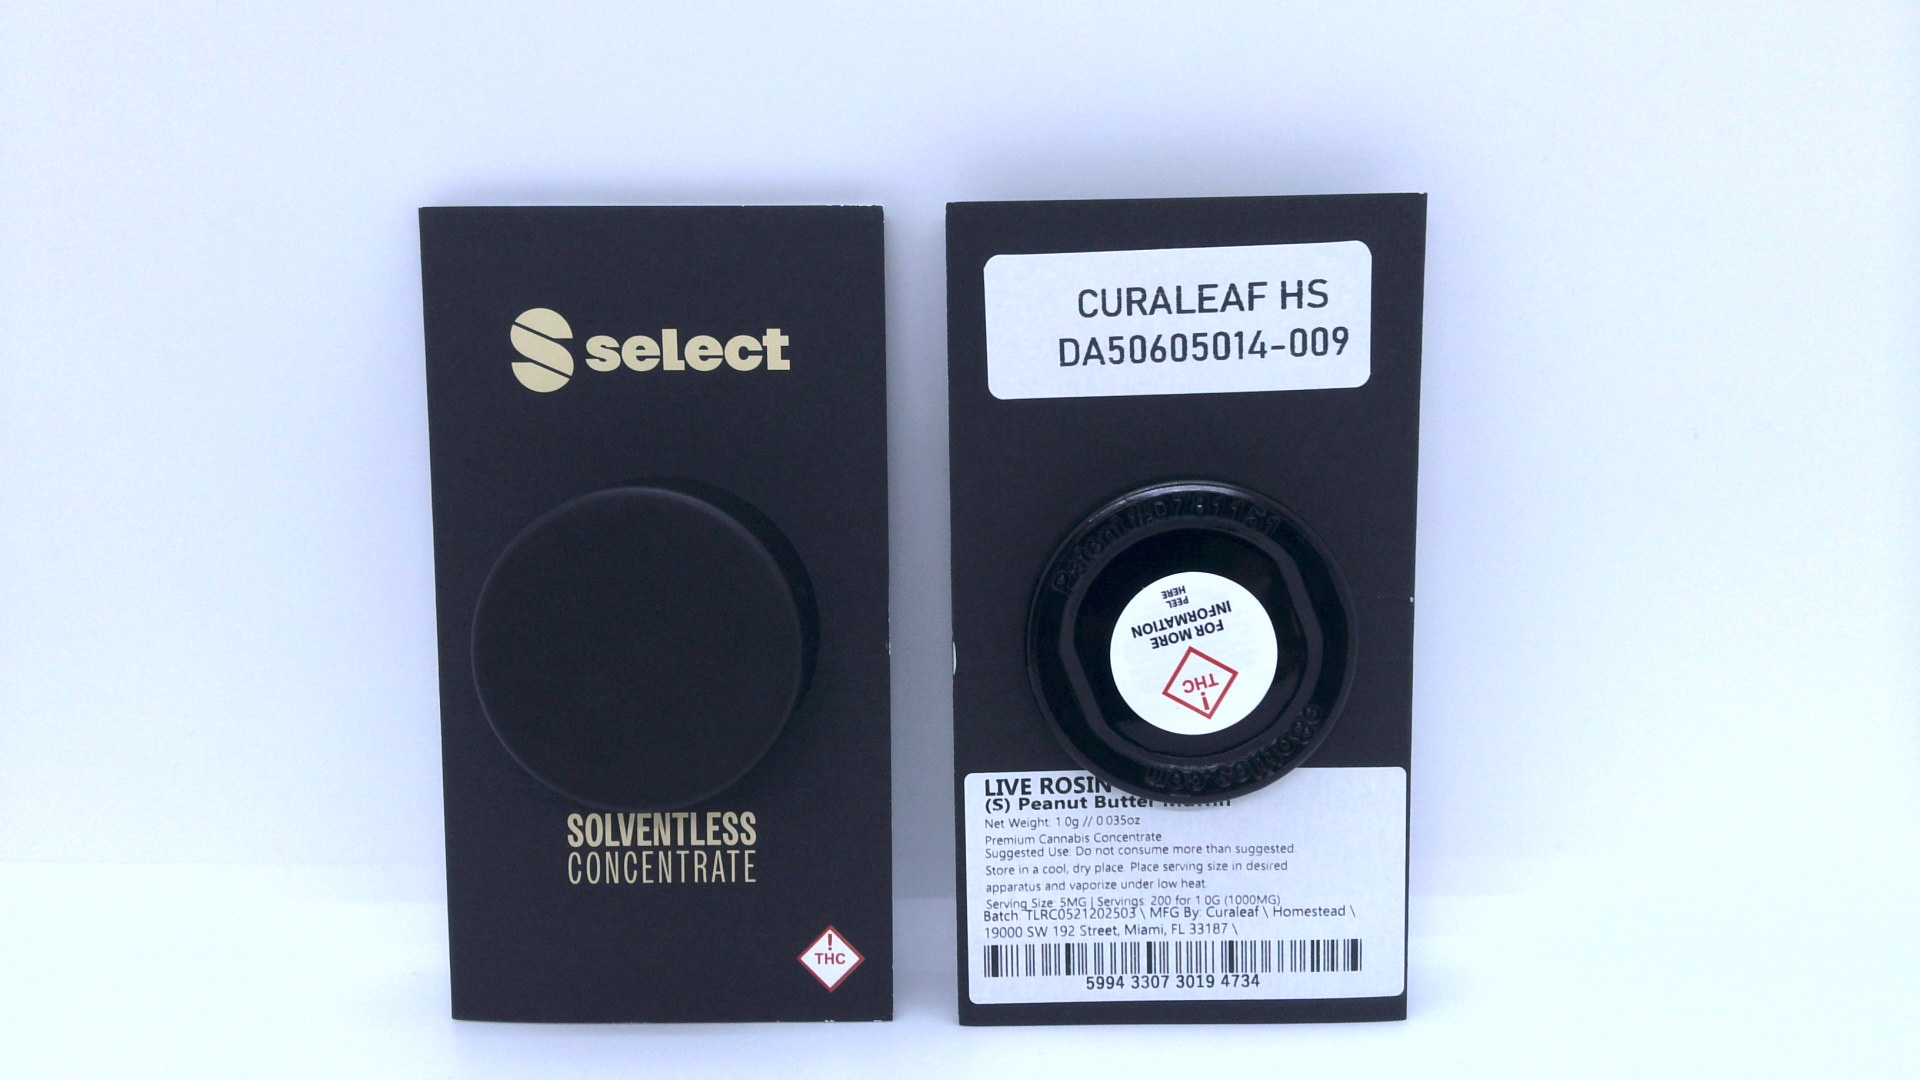 select
SOLVENTLESS
CONCENTRATE
!
THC
CURALEAF HS
DA50605014-009
!
THC
FOR MORE
INFORMATION
PEEL
HERE
LIVE ROSIN
(S) Peanut Butter
Net Weight: 1.0g // 0.035oz
Premium Cannabis Concentrate
Suggested Use: Do not consume more than suggested.
Store in a cool, dry place. Place serving size in desired
apparatus and vaporize under low heat.
Serving Size: 5MG | Servings: 200 for 1.0G (1000MG)
Batch: TLRC0521202503 \ MFG By: Curaleaf \ Homestead \
19000 SW 192 Street, Miami, FL 33187 \
5994 3307 3019 4734